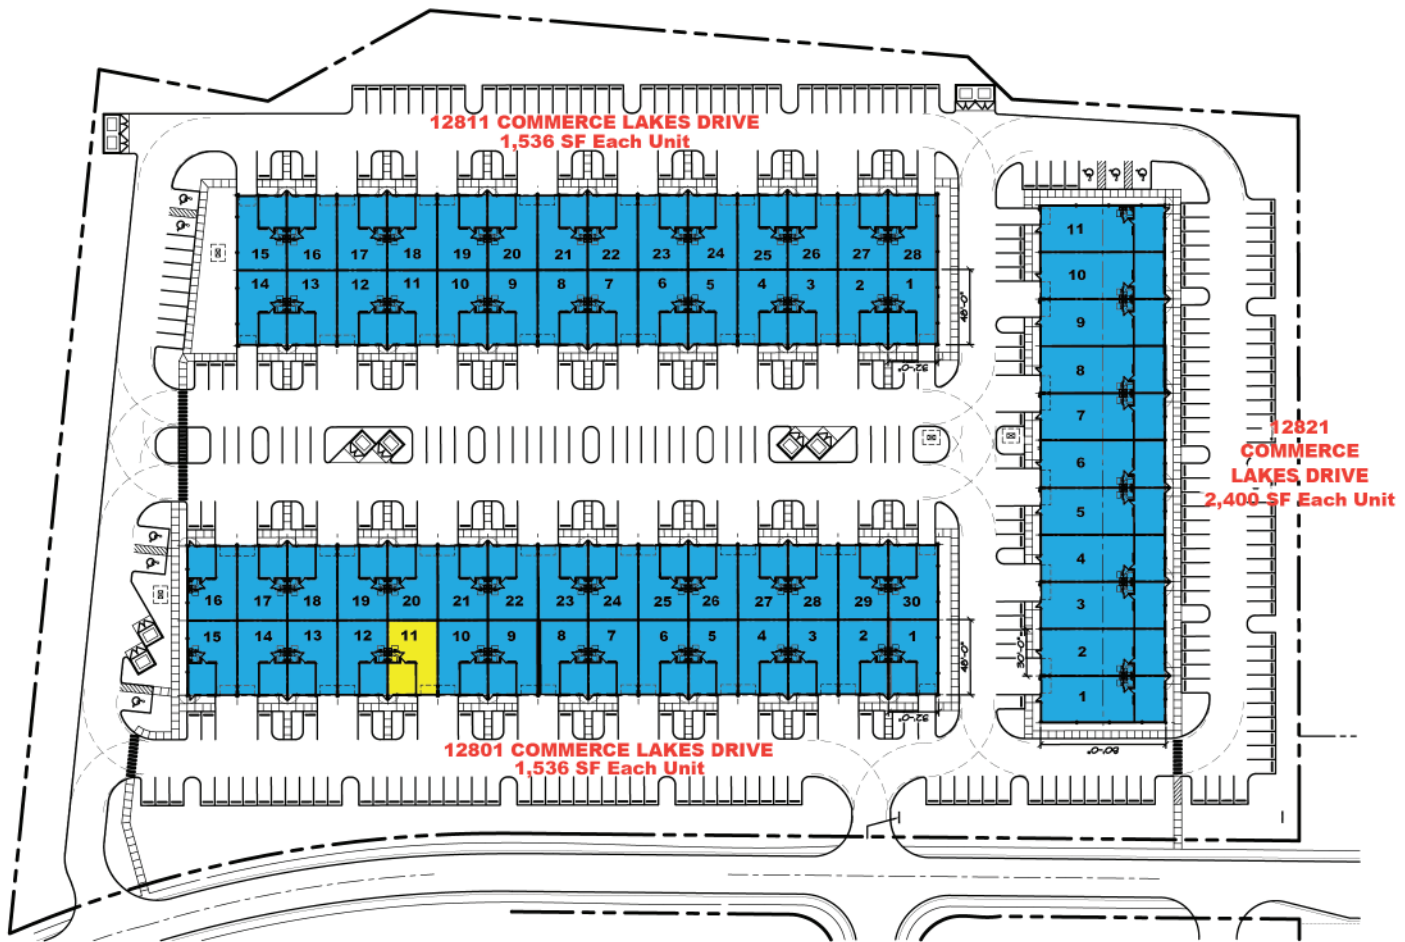 12811 COMMERCE LAKES DRIVE
1,536 SF Each Unit
15 16 17 18 19 20 21 22 23 24 25 26 27 28
14 13 12 11 10 9 8 7 6 5 4 3 2 1
48'-0"
32'-0"
11
10
9
8
7
6
5
4
3
2
1
30'-0"
80'-0"
12821
COMMERCE
LAKES DRIVE
2,400 SF Each Unit
16 17 18 19 20 21 22 23 24 25 26 27 28 29 30
15 14 13 12 11 10 9 8 7 6 5 4 3 2 1
48'-0"
32'-0"
12801 COMMERCE LAKES DRIVE
1,536 SF Each Unit